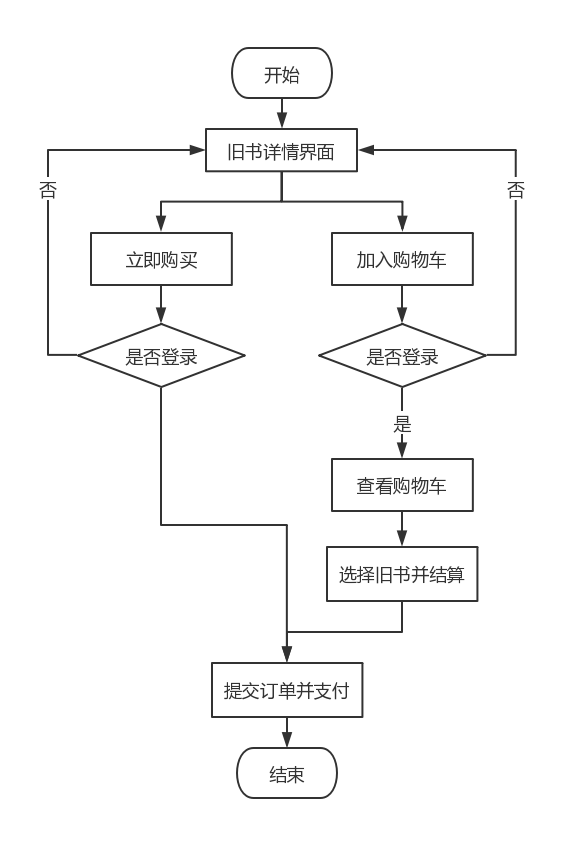 开始
旧书详情界面
否
否
立即购买
加入购物车
是否登录
是否登录
是
查看购物车
选择旧书并结算
提交订单并支付
结束